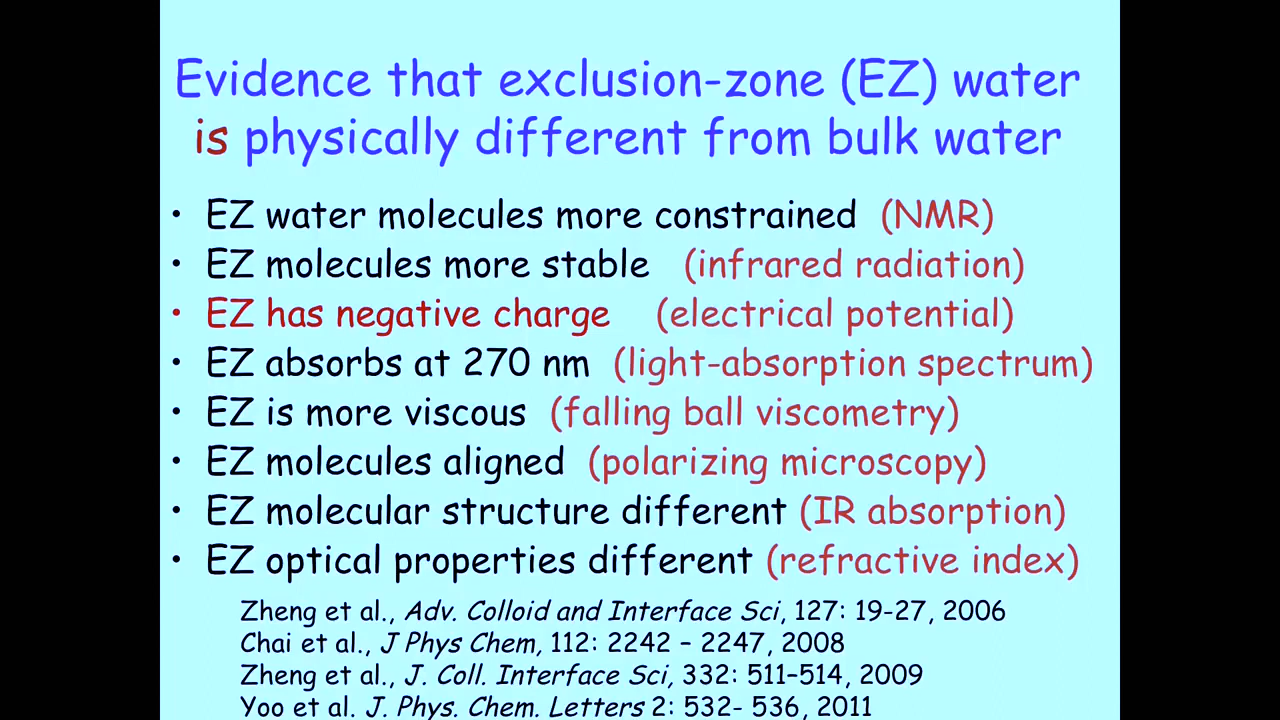 Evidence that exclusion-zone (EZ) water
is physically different from bulk water
• EZ water molecules more constrained (NMR)
• EZ molecules more stable (infrared radiation)
• EZ has negative charge (electrical potential)
• EZ absorbs at 270 nm (light-absorption spectrum)
• EZ is more viscous (falling ball viscometry)
• EZ molecules aligned (polarizing microscopy)
• EZ molecular structure different (IR absorption)
• EZ optical properties different (refractive index)
Zheng et al., Adv. Colloid and Interface Sci, 127: 19-27, 2006
Chai et al., J Phys Chem, 112: 2242 – 2247, 2008
Zheng et al., J. Coll. Interface Sci, 332: 511–514, 2009
Yoo et al. J. Phys. Chem. Letters 2: 532- 536, 2011